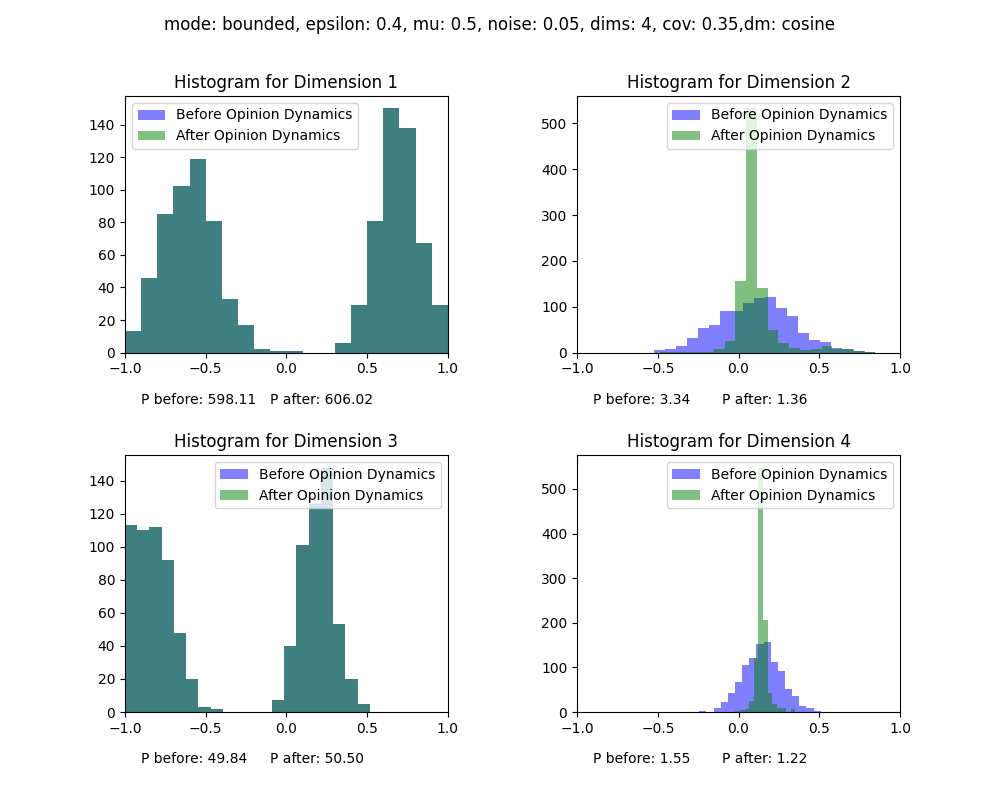 mode: bounded, epsilon: 0.4, mu: 0.5, noise: 0.05, dims: 4, cov: 0.35,dm: cosine
Histogram for Dimension 1
Before Opinion Dynamics
After Opinion Dynamics
140
120
100
80
60
40
20
0
−1.0 −0.5 0.0 0.5 1.0
P before: 598.11 P after: 606.02
Histogram for Dimension 2
Before Opinion Dynamics
After Opinion Dynamics
500
400
300
200
100
0
−1.0 −0.5 0.0 0.5 1.0
P before: 3.34 P after: 1.36
Histogram for Dimension 3
Before Opinion Dynamics
After Opinion Dynamics
140
120
100
80
60
40
20
0
−1.0 −0.5 0.0 0.5 1.0
P before: 49.84 P after: 50.50
Histogram for Dimension 4
Before Opinion Dynamics
After Opinion Dynamics
500
400
300
200
100
0
−1.0 −0.5 0.0 0.5 1.0
P before: 1.55 P after: 1.22